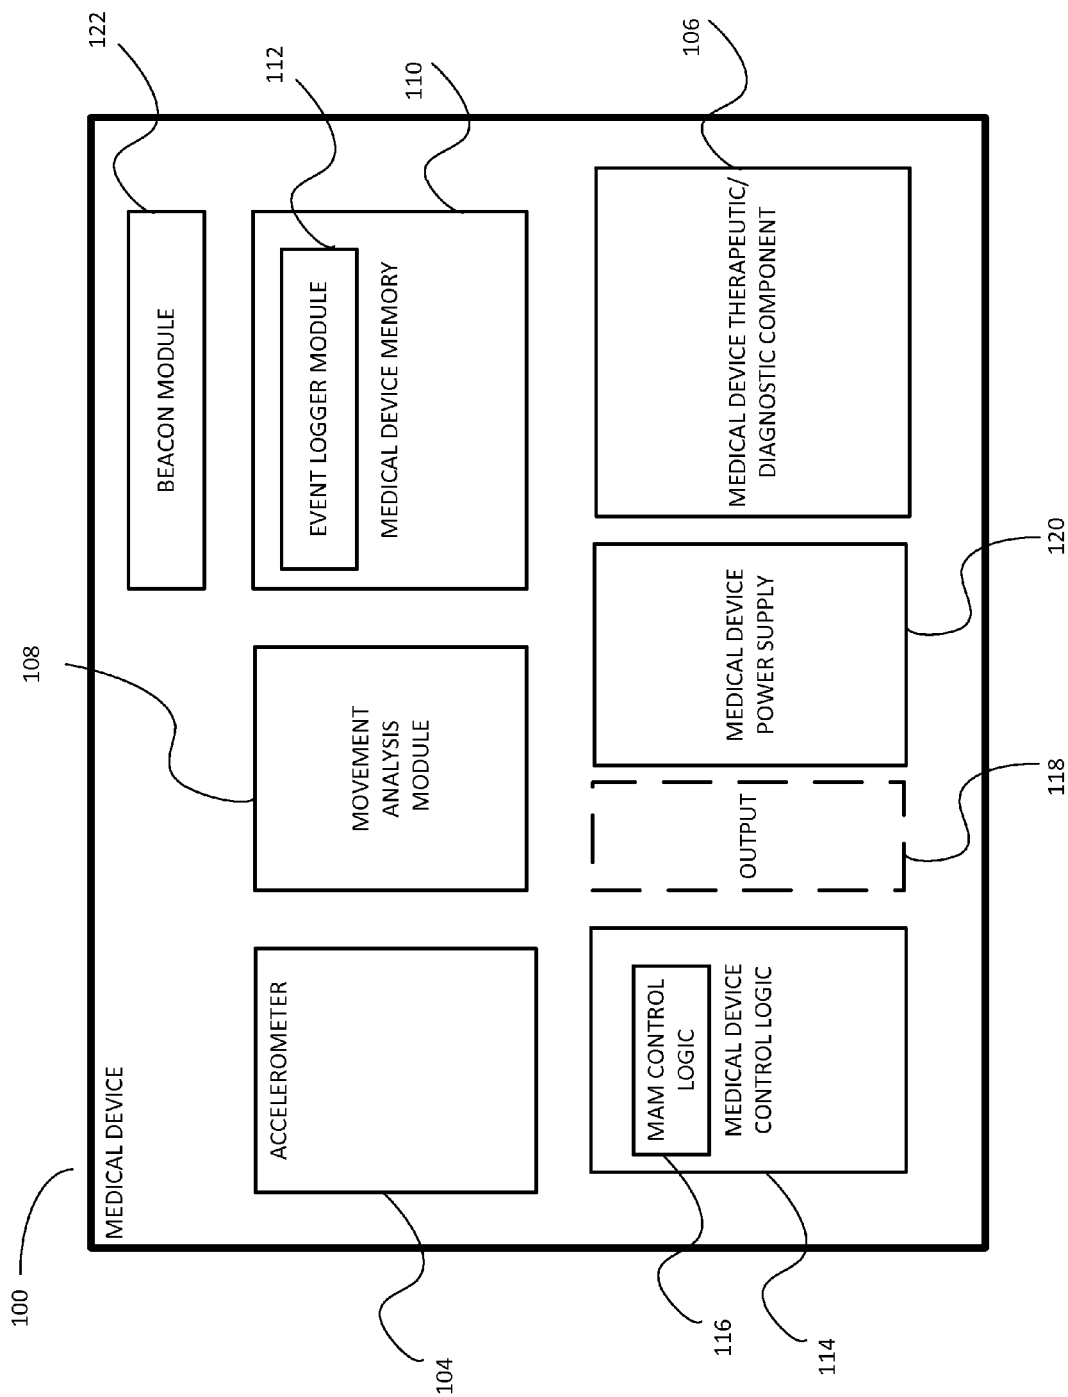 100
MEDICAL DEVICE
122
BEACON MODULE
104
ACCELEROMETER
108
MOVEMENT
ANALYSIS
MODULE
112
110
EVENT LOGGER MODULE
MEDICAL DEVICE MEMORY
116
114
MAM CONTROL
LOGIC
MEDICAL DEVICE
CONTROL LOGIC
118
OUTPUT
120
MEDICAL DEVICE
POWER SUPPLY
106
MEDICAL DEVICE THERAPEUTIC/
DIAGNOSTIC COMPONENT